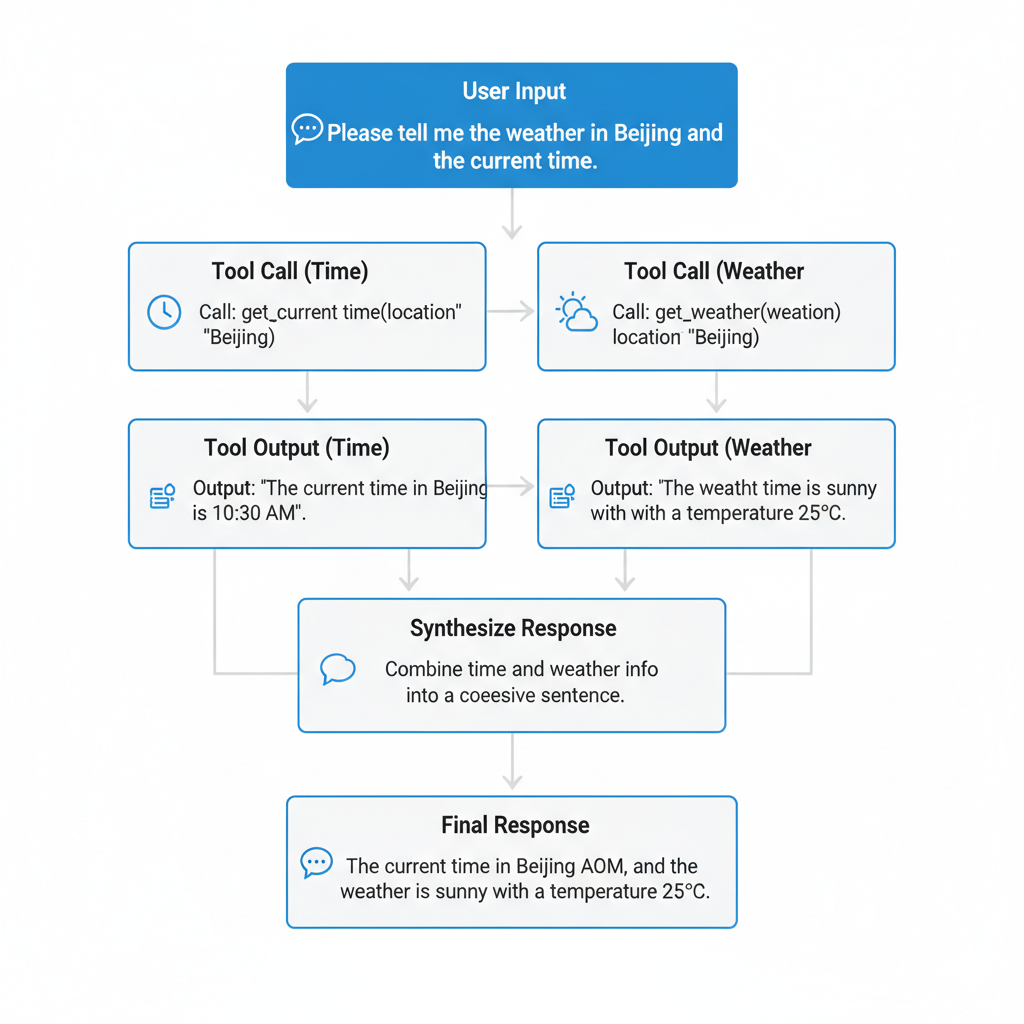 User Input
Please tell me the weather in Beijing and
the current time.
Tool Call (Time)
Call: get_current time(location"
"Beijing)
Tool Call (Weather
Call: get_weather(weation)
location "Beijing)
Tool Output (Time)
Output: "The current time in Beijing
is 10:30 AM".
Tool Output (Weather
Output: "The weatht time is sunny
with with a temperature 25°C.
Synthesize Response
Combine time and weather info
into a coeesive sentence.
Final Response
The current time in Beijing AOM, and the
weather is sunny with a temperature 25°C.